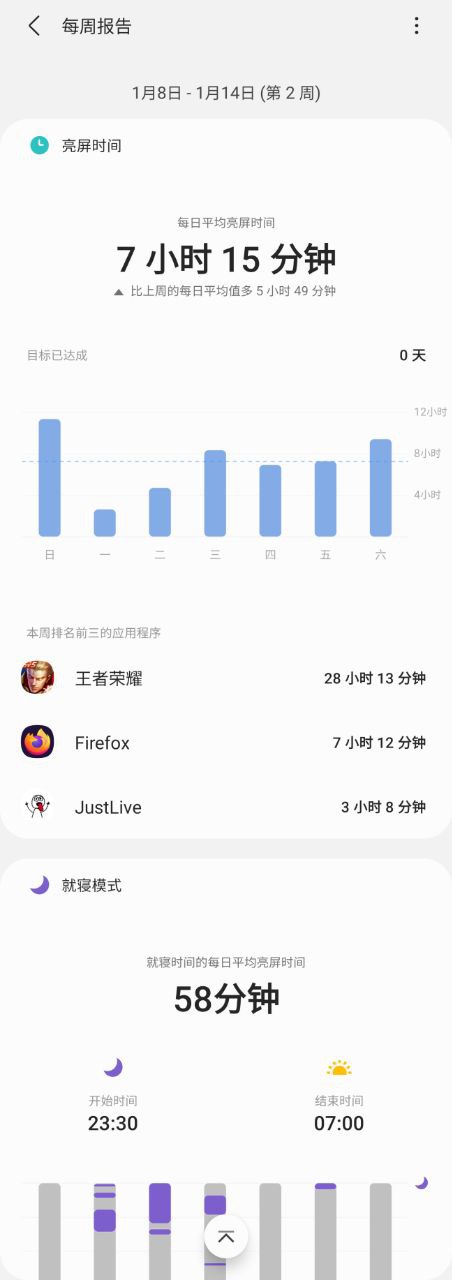 每周报告
1月8日 - 1月14日 (第 2 周)
亮屏时间
每日平均亮屏时间
7 小时 15 分钟
比上周的每日平均值多 5 小时 49 分钟
目标已达成 0 天
12小时
8小时
4小时
日 一 二 三 四 五 六
本周排名前三的应用程序
王者荣耀 28 小时 13 分钟
Firefox 7 小时 12 分钟
JustLive 3 小时 8 分钟
就寝模式
就寝时间的每日平均亮屏时间
58分钟
开始时间 结束时间
23:30 07:00